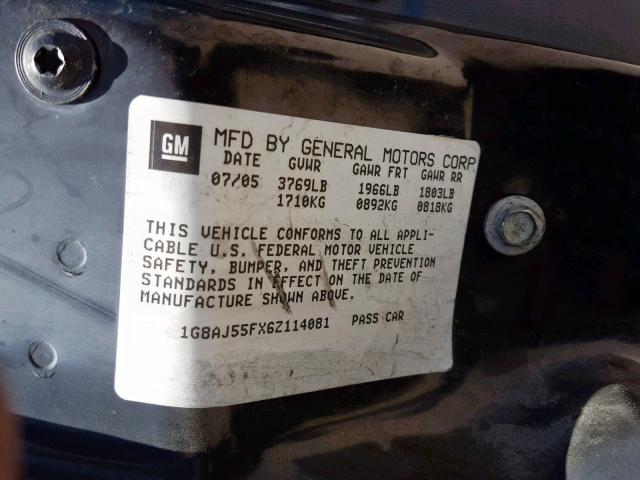 GM
MFD BY GENERAL MOTORS CORP
DATE GVWR GAWR FRT GAWR RR
07/05 3769LB 1966LB 1803LB
1710KG 0892KG 0818KG
THIS VEHICLE CONFORMS TO ALL APPLI-
CABLE U.S. FEDERAL MOTOR VEHICLE
SAFETY, BUMPER, AND THEFT PREVENTION
STANDARDS IN EFFECT ON THE DATE OF
MANUFACTURE SHOWN ABOVE.
1G8AJ55FX6Z114081 PASS CAR